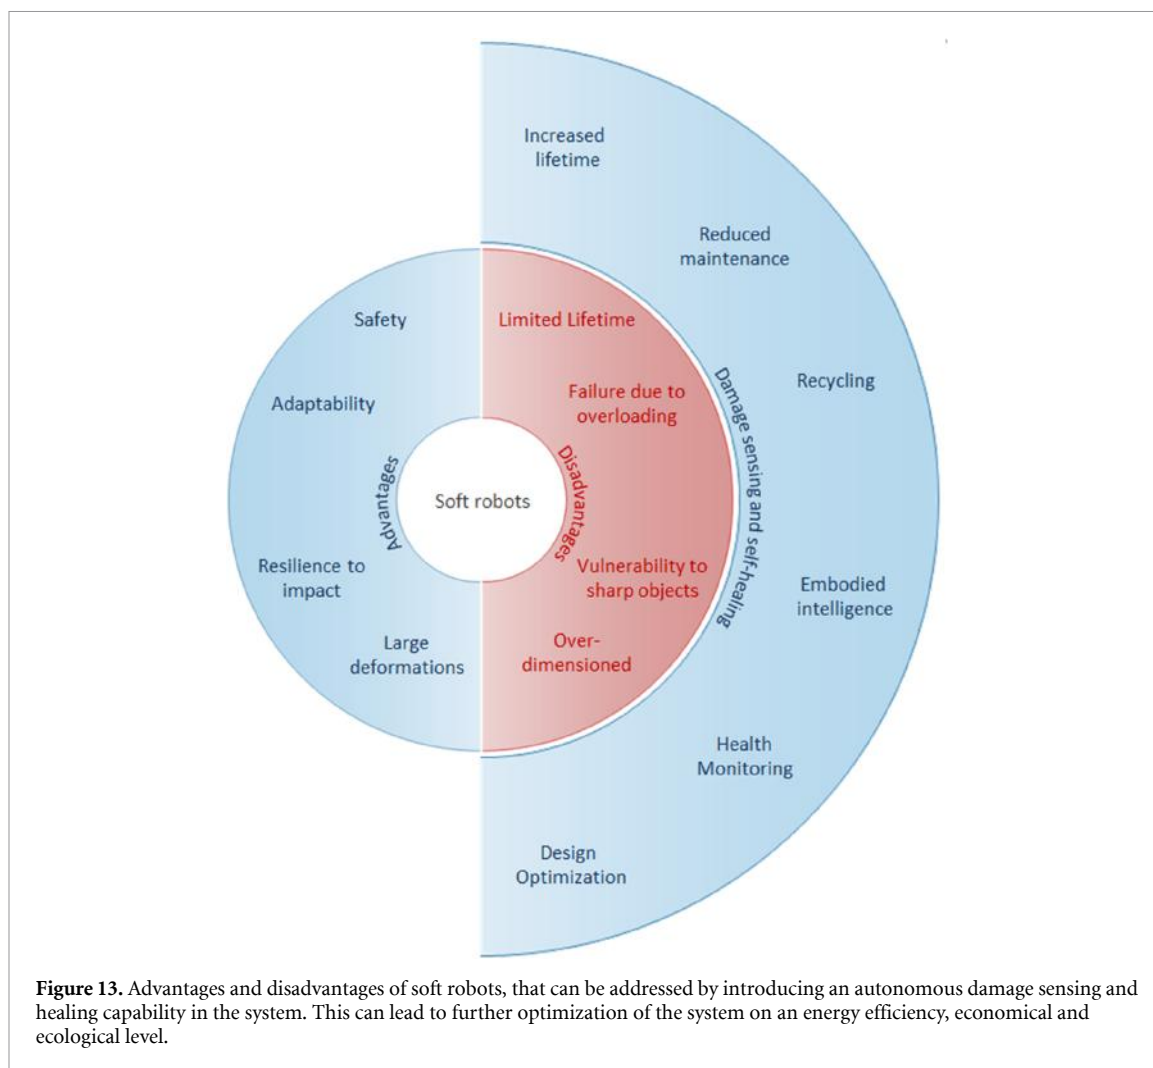 Increased
lifetime
Reduced
maintenance
Safety
Limited Lifetime
Recycling
Adaptability
Failure due to
overloading
Advantages
Soft robots
Disadvantages
Damage sensing and self-healing
Resilience to
impact
Vulnerability to
sharp objects
Embodied
intelligence
Large
deformations
Over-
dimensioned
Health
Monitoring
Design
Optimization
Figure 13. Advantages and disadvantages of soft robots, that can be addressed by introducing an autonomous damage sensing and
healing capability in the system. This can lead to further optimization of the system on an energy efficiency, economical and
ecological level.